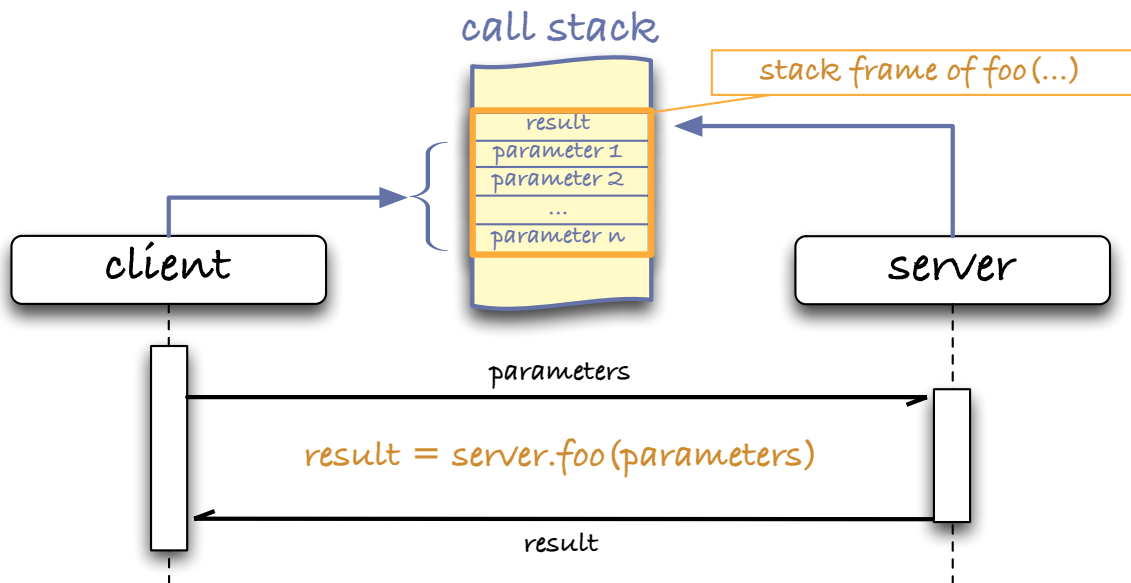 call stack
stack frame of foo(...)
result
parameter 1
parameter 2
...
parameter n
client
server
parameters
result = server.foo(parameters)
result